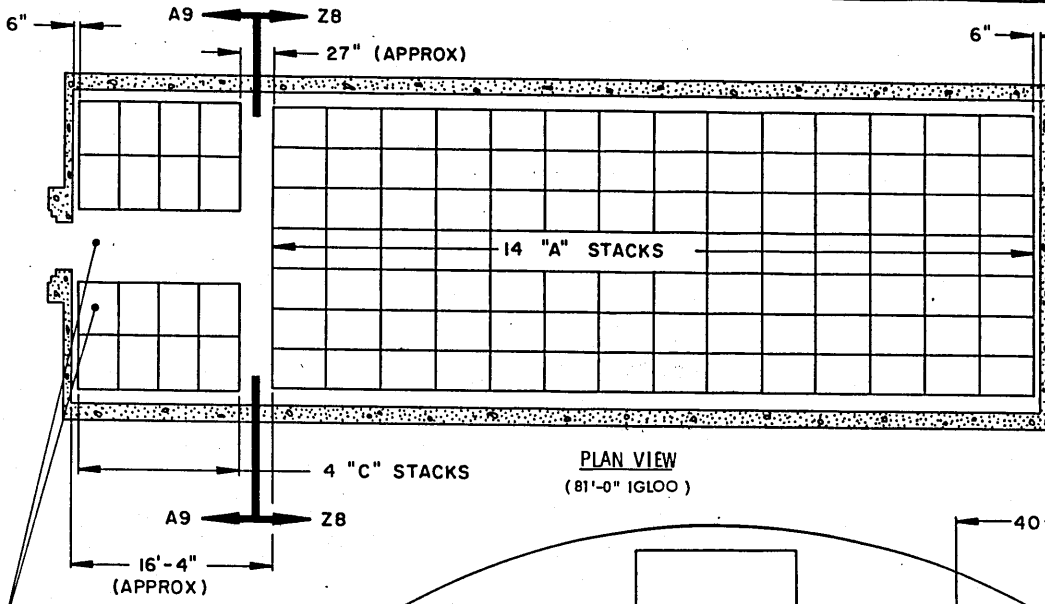 6"
A9 Z8
27" (APPROX)
6"
14 "A" STACKS
4 "C" STACKS
PLAN VIEW
(81'-0" IGLOO)
A9 Z8
16'-4"
(APPROX)
40